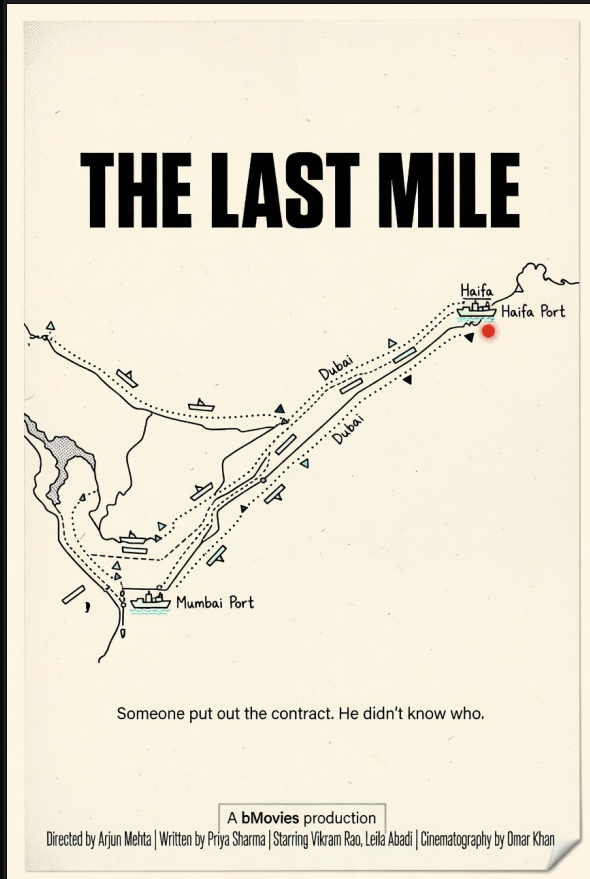 THE LAST MILE
Haifa
Haifa Port
Dubai
Dubai
Mumbai Port
Someone put out the contract. He didn't know who.
A bMovies production
Directed by Arjun Mehta | Written by Priya Sharma | Starring Vikram Rao, Leila Abadi | Cinematography by Omar Khan